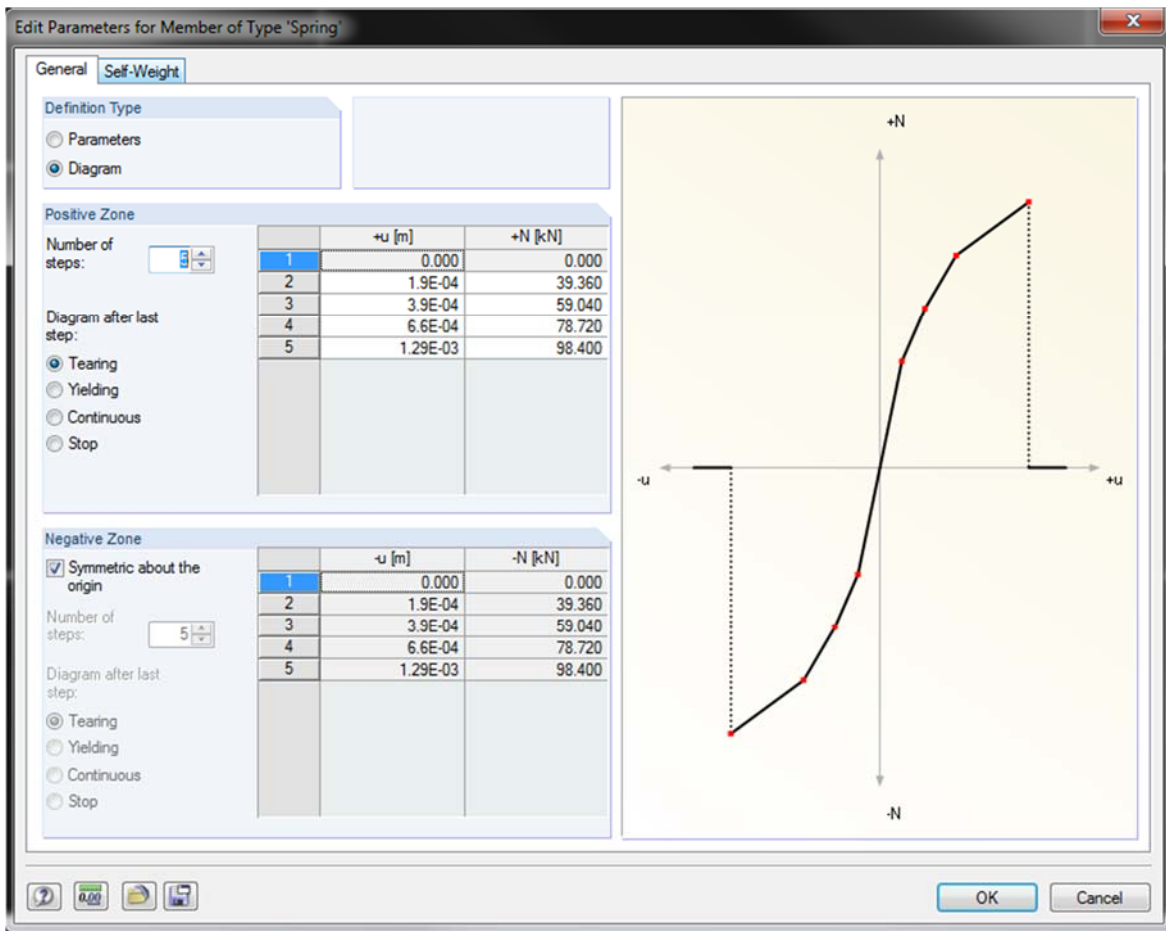 Edit Parameters for Member of Type 'Spring'
General Self-Weight
Definition Type
Parameters
Diagram
Positive Zone
Number of
steps: 5
Diagram after last
step:
Tearing
Yielding
Continuous
Stop
+u [m] +N [kN]
1 0.000 0.000
2 1.9E-04 39.360
3 3.9E-04 59.040
4 6.6E-04 78.720
5 1.29E-03 98.400
Negative Zone
Symmetric about the
origin
Number of
steps: 5
Diagram after last
step:
Tearing
Yielding
Continuous
Stop
-u [m] -N [kN]
1 0.000 0.000
2 1.9E-04 39.360
3 3.9E-04 59.040
4 6.6E-04 78.720
5 1.29E-03 98.400
+N
-u +u
-N
0.00
OK Cancel